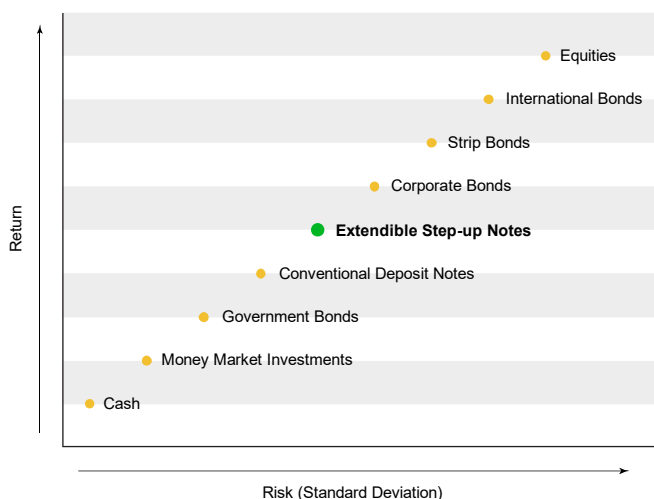 Equities
International Bonds
Strip Bonds
Corporate Bonds
Extendible Step-up Notes
Conventional Deposit Notes
Government Bonds
Money Market Investments
Cash
Return
Risk (Standard Deviation)